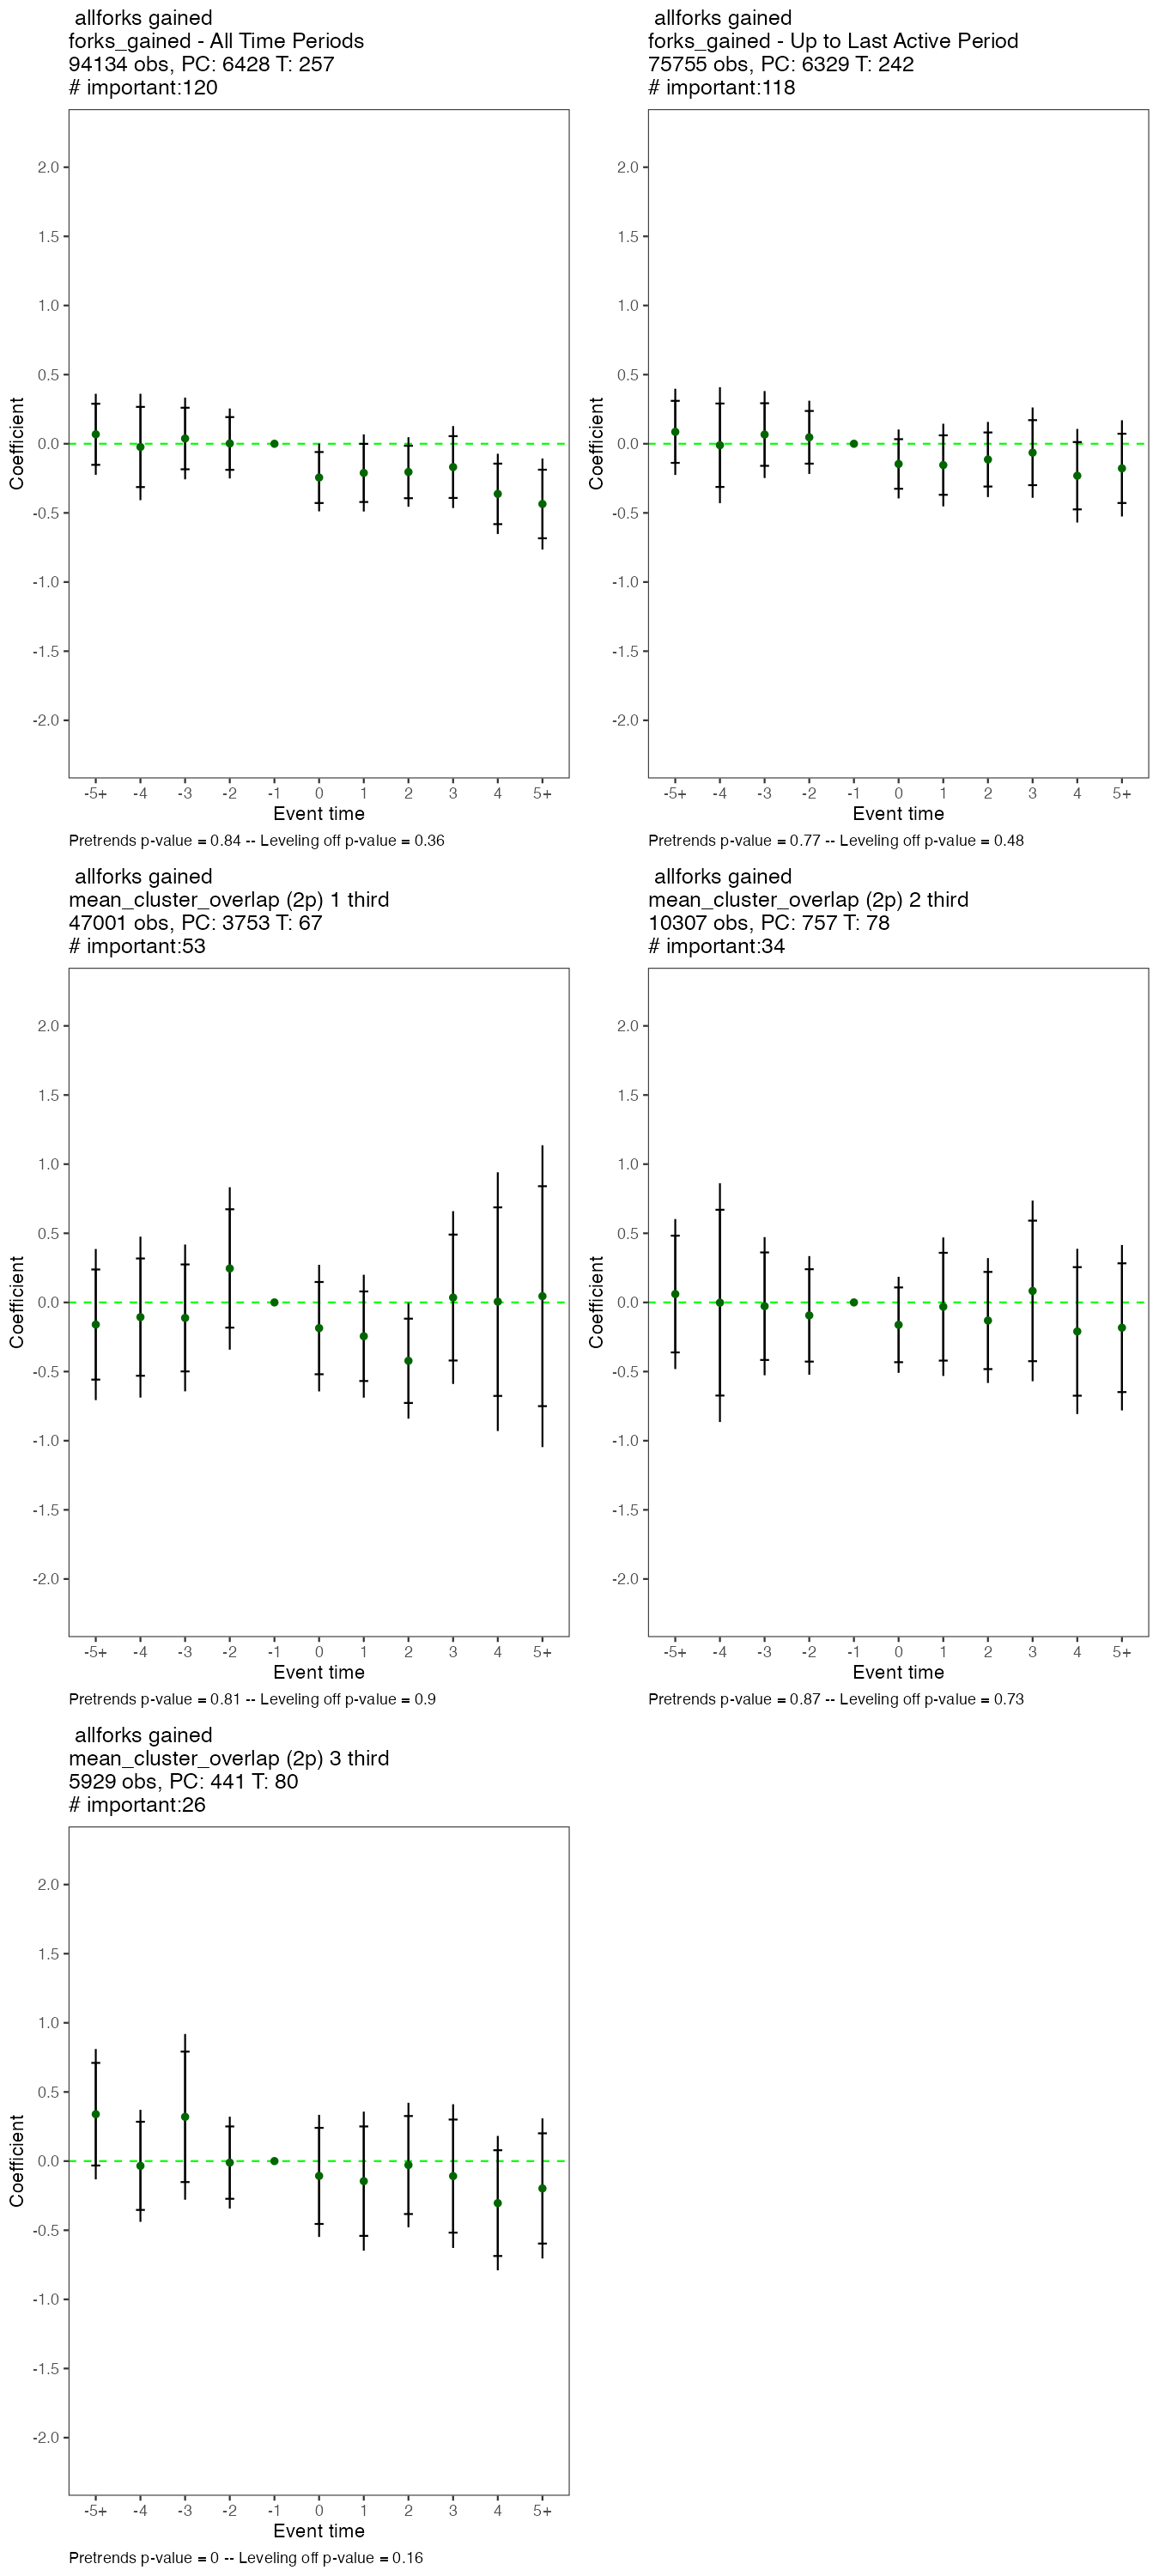 allforks gained
forks_gained - All Time Periods
94134 obs, PC: 6428 T: 257
# important:120
2.0
1.5
1.0
0.5
0.0
-0.5
-1.0
-1.5
-2.0
Coefficient
-5+ -4 -3 -2 -1 0 1 2 3 4 5+
Event time
Pretrends p-value = 0.84 -- Leveling off p-value = 0.36
allforks gained
forks_gained - Up to Last Active Period
75755 obs, PC: 6329 T: 242
# important:118
2.0
1.5
1.0
0.5
0.0
-0.5
-1.0
-1.5
-2.0
Coefficient
-5+ -4 -3 -2 -1 0 1 2 3 4 5+
Event time
Pretrends p-value = 0.77 -- Leveling off p-value = 0.48
allforks gained
mean_cluster_overlap (2p) 1 third
47001 obs, PC: 3753 T: 67
# important:53
2.0
1.5
1.0
0.5
0.0
-0.5
-1.0
-1.5
-2.0
Coefficient
-5+ -4 -3 -2 -1 0 1 2 3 4 5+
Event time
Pretrends p-value = 0.81 -- Leveling off p-value = 0.9
allforks gained
mean_cluster_overlap (2p) 2 third
10307 obs, PC: 757 T: 78
# important:34
2.0
1.5
1.0
0.5
0.0
-0.5
-1.0
-1.5
-2.0
Coefficient
-5+ -4 -3 -2 -1 0 1 2 3 4 5+
Event time
Pretrends p-value = 0.87 -- Leveling off p-value = 0.73
allforks gained
mean_cluster_overlap (2p) 3 third
5929 obs, PC: 441 T: 80
# important:26
2.0
1.5
1.0
0.5
0.0
-0.5
-1.0
-1.5
-2.0
Coefficient
-5+ -4 -3 -2 -1 0 1 2 3 4 5+
Event time
Pretrends p-value = 0 -- Leveling off p-value = 0.16